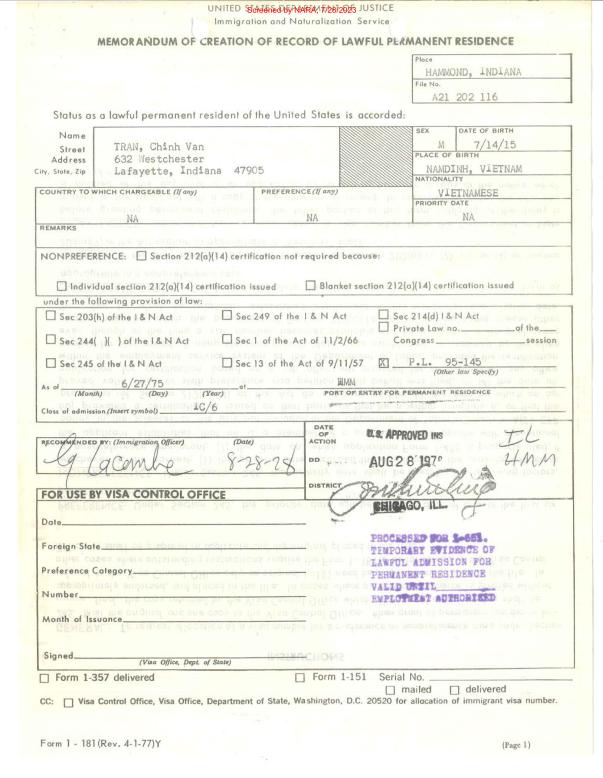 UNITED STATES DEPARTMENT OF JUSTICE
Screened by NARA, 7/28/2023
Immigration and Naturalization Service
MEMORANDUM OF CREATION OF RECORD OF LAWFUL PERMANENT RESIDENCE
Place
HAMMOND, INDIANA
File No.
A21 202 116
Status as a lawful permanent resident of the United States is accorded:
Name
Street
Address
City, State, Zip
TRAN, Chinh Van
632 Westchester
Lafayette, Indiana 47905
SEX
M
DATE OF BIRTH
7/14/15
PLACE OF BIRTH
NAMDINH, VIETNAM
NATIONALITY
VIETNAMESE
COUNTRY TO WHICH CHARGEABLE (If any)
NA
PREFERENCE (if any)
NA
PRIORITY DATE
NA
REMARKS
NONPREFERENCE: Section 212(a)(14) certification not required because:
Individual section 212(a)(14) certification issued Blanket section 212(a)(14) certification issued
under the following provision of law:
Sec 203(h) of the I & N Act Sec 249 of the I & N Act Sec 214(d) I & N Act
Private Law no. of the
Sec 244( )( ) of the I & N Act Sec 1 of the Act of 11/2/66 Congress session
Sec 245 of the I & N Act Sec 13 of the Act of 9/11/57 X P.L. 95-145
(Other law Specify)
As of 6/27/75 at HMM
(Month) (Day) (Year) PORT OF ENTRY FOR PERMANENT RESIDENCE
Class of admission (Insert symbol) IC/6
RECOMMENDED BY: (Immigration Officer) (Date)
Lacombe 8-28-78
DATE
OF
ACTION
U.S. APPROVED INS
IL
HMM
DD
AUG 28 197
DISTRICT
CHICAGO, ILL.
FOR USE BY VISA CONTROL OFFICE
Date
Foreign State
Preference Category
Number
Month of Issuance
Signed
(Visa Office, Dept. of State)
PROCESSED FOR I-551.
TEMPORARY EVIDENCE OF
LAWFUL ADMISSION FOR
PERMANENT RESIDENCE
VALID UNTIL
EMPLOYMENT AUTHORIZED
INSTRUCTIONS
Form 1-357 delivered Form 1-151 Serial No.
mailed delivered
CC: Visa Control Office, Visa Office, Department of State, Washington, D.C. 20520 for allocation of immigrant visa number.
Form 1 - 181 (Rev. 4-1-77)Y (Page 1)